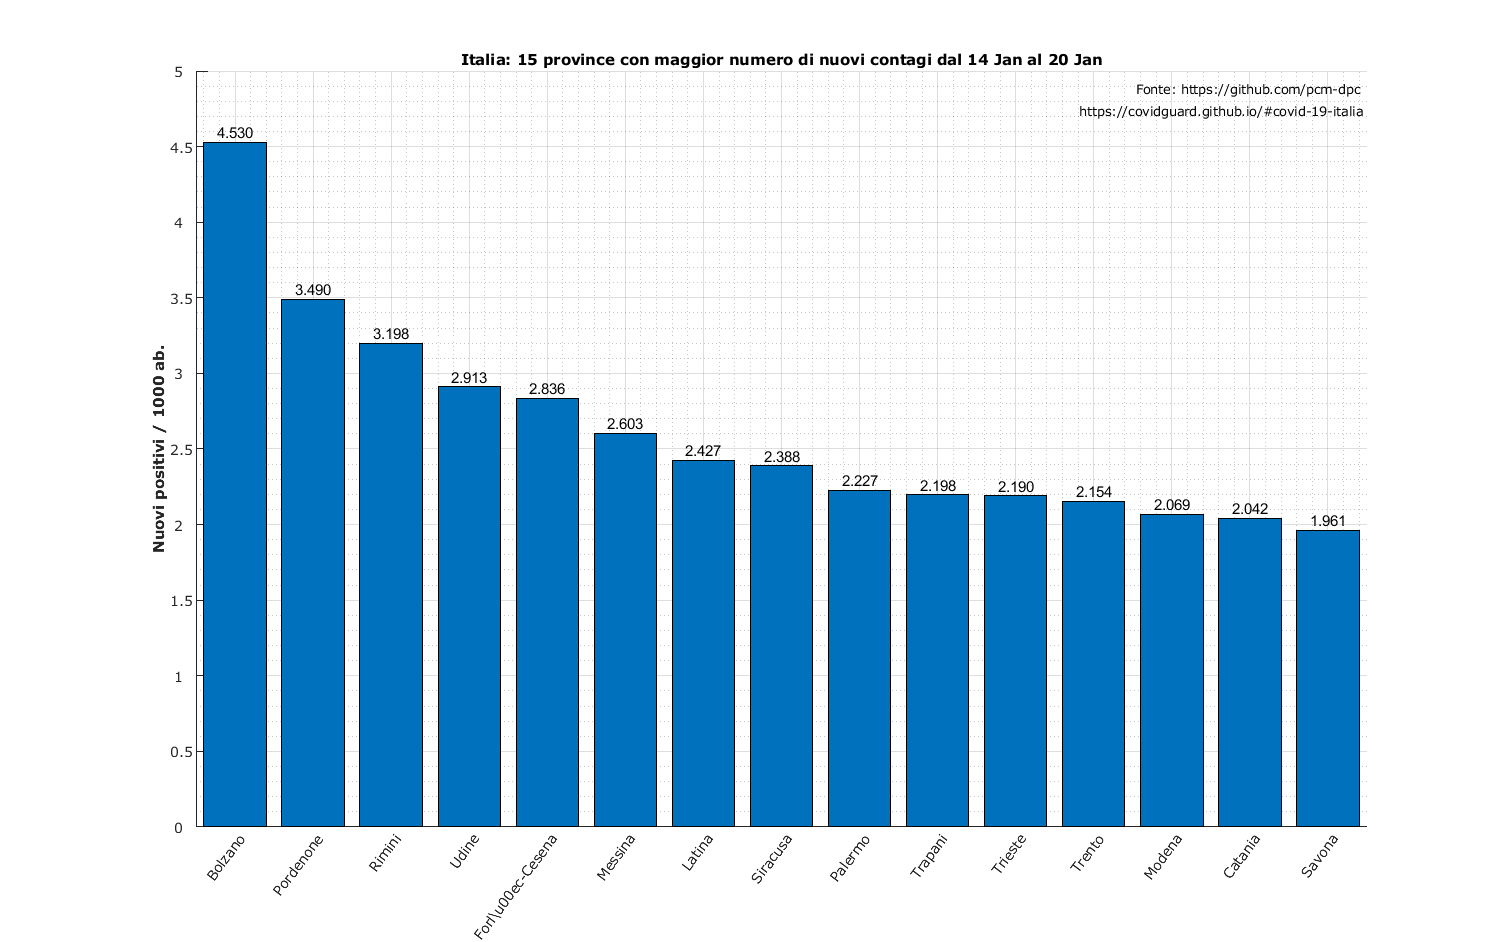 Italia: 15 province con maggior numero di nuovi contagi dal 14 Jan al 20 Jan
Fonte: https://github.com/pcm-dpc
https://covidguard.github.io/#covid-19-italia
Nuovi positivi / 1000 ab.
5
4.5
4
3.5
3
2.5
2
1.5
1
0.5
0
4.530
3.490
3.198
2.913
2.836
2.603
2.427
2.388
2.227
2.198
2.190
2.154
2.069
2.042
1.961
Bolzano
Pordenone
Rimini
Udine
Forl\u00ec-Cesena
Messina
Latina
Siracusa
Palermo
Trapani
Trieste
Trento
Modena
Catania
Savona